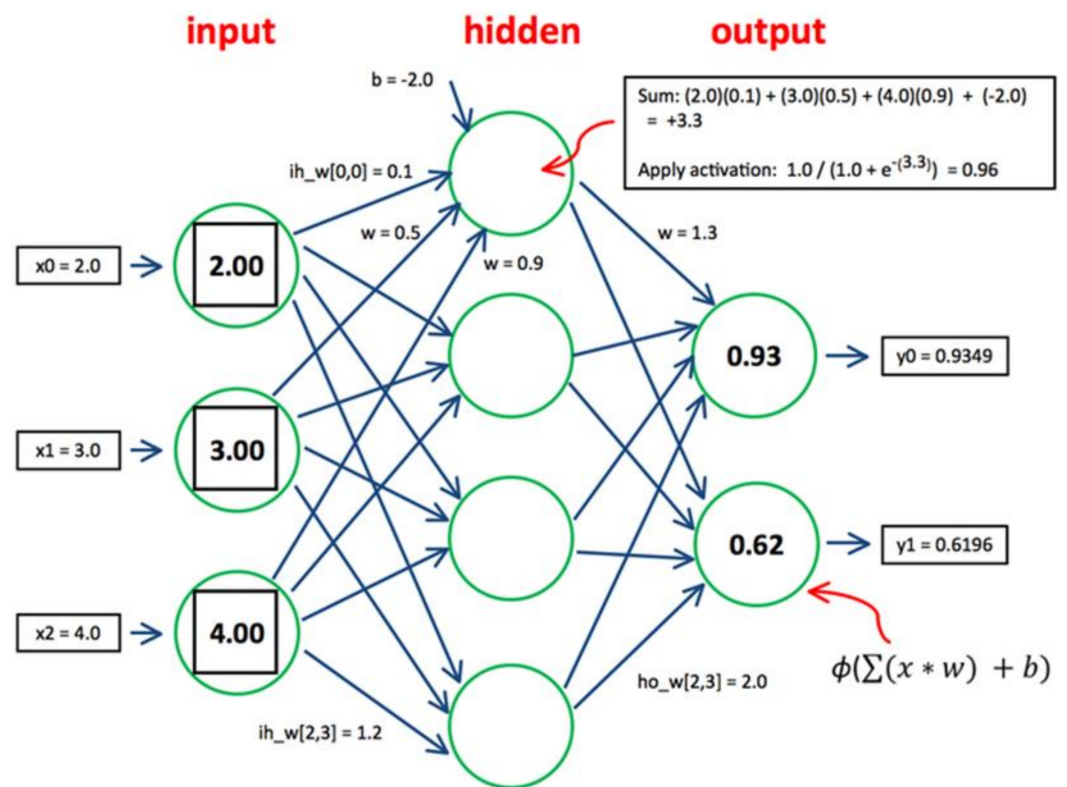 input
hidden
output
b = -2.0
Sum: (2.0)(0.1) + (3.0)(0.5) + (4.0)(0.9) + (-2.0)
= +3.3
Apply activation: 1.0 / (1.0 + e^-(3.3)) = 0.96
ih_w[0,0] = 0.1
w = 0.5
w = 0.9
w = 1.3
x0 = 2.0
2.00
0.93
y0 = 0.9349
x1 = 3.0
3.00
0.62
y1 = 0.6196
x2 = 4.0
4.00
ϕ(∑(x * w) + b)
ho_w[2,3] = 2.0
ih_w[2,3] = 1.2